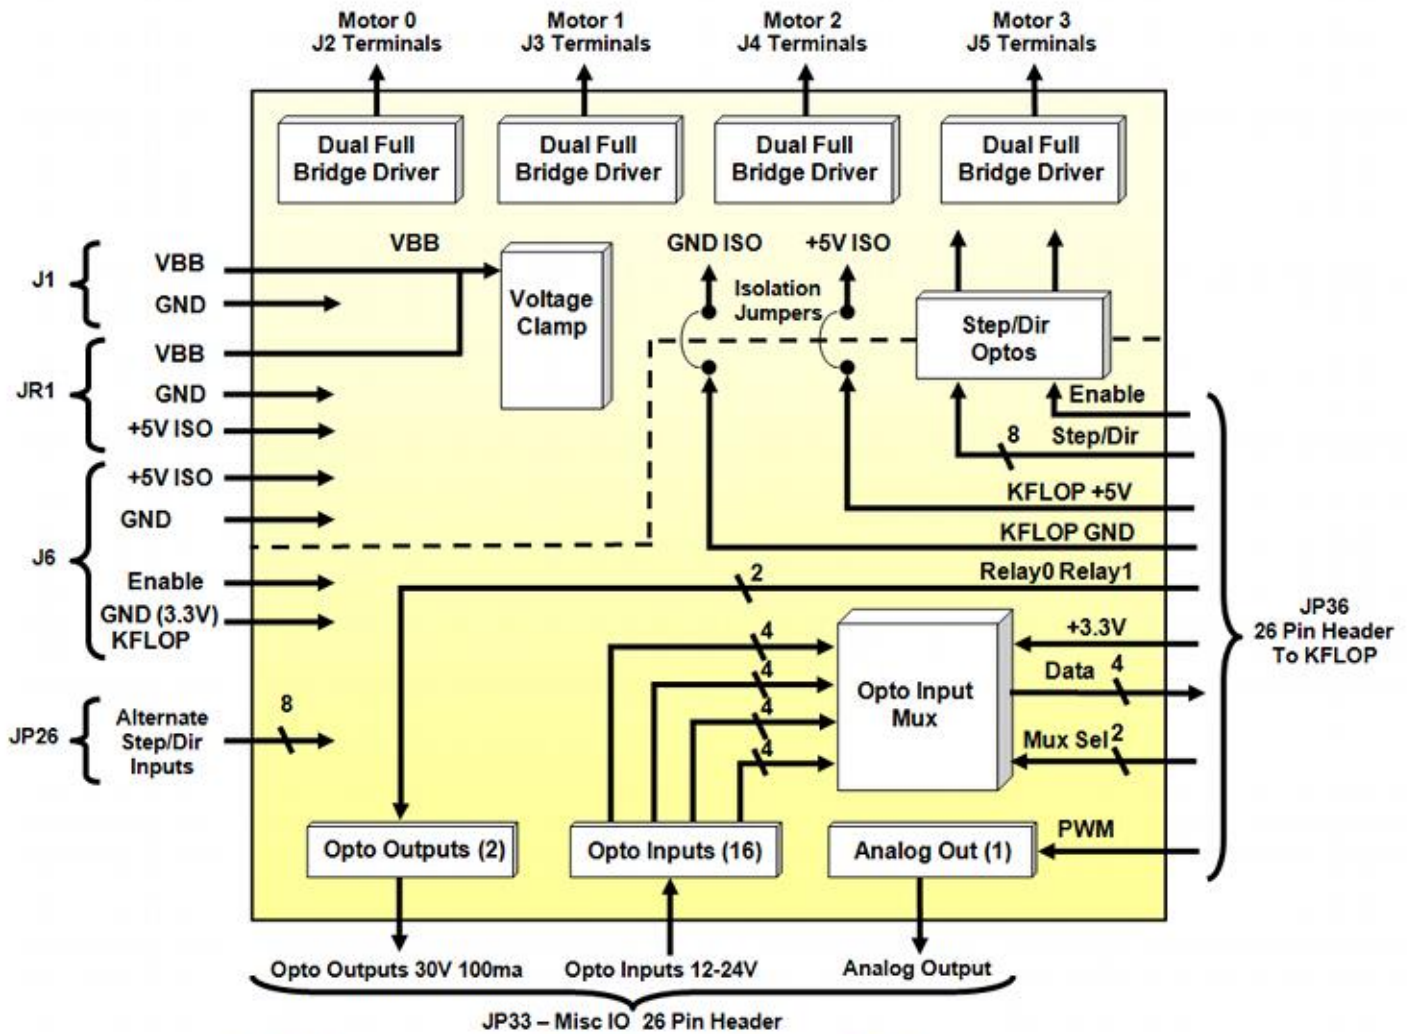 Motor 0
J2 Terminals
Motor 1
J3 Terminals
Motor 2
J4 Terminals
Motor 3
J5 Terminals
Dual Full
Bridge Driver
Dual Full
Bridge Driver
Dual Full
Bridge Driver
Dual Full
Bridge Driver
J1
VBB
GND
VBB
Voltage
Clamp
GND ISO
+5V ISO
Isolation
Jumpers
Step/Dir
Optos
JR1
VBB
GND
+5V ISO
J6
+5V ISO
GND
Enable
GND (3.3V)
KFLOP
JP26
Alternate
Step/Dir
Inputs
8
Enable
8
Step/Dir
KFLOP +5V
KFLOP GND
2
Relay0 Relay1
4
4
4
4
Opto Input
Mux
+3.3V
Data
4
Mux Sel
2
PWM
JP36
26 Pin Header
To KFLOP
Opto Outputs (2)
Opto Inputs (16)
Analog Out (1)
Opto Outputs 30V 100ma
Opto Inputs 12-24V
Analog Output
JP33 – Misc IO 26 Pin Header